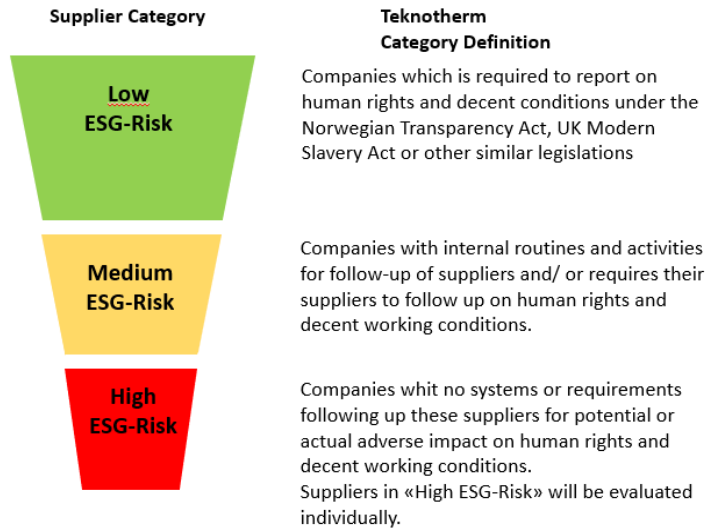 Supplier Category
Teknotherm
Category Definition
Low
ESG-Risk
Companies which is required to report on
human rights and decent conditions under the
Norwegian Transparency Act, UK Modern
Slavery Act or other similar legislations
Medium
ESG-Risk
Companies with internal routines and activities
for follow-up of suppliers and/ or requires their
suppliers to follow up on human rights and
decent working conditions.
High
ESG-Risk
Companies whit no systems or requirements
following up these suppliers for potential or
actual adverse impact on human rights and
decent working conditions.
Suppliers in «High ESG-Risk» will be evaluated
individually.